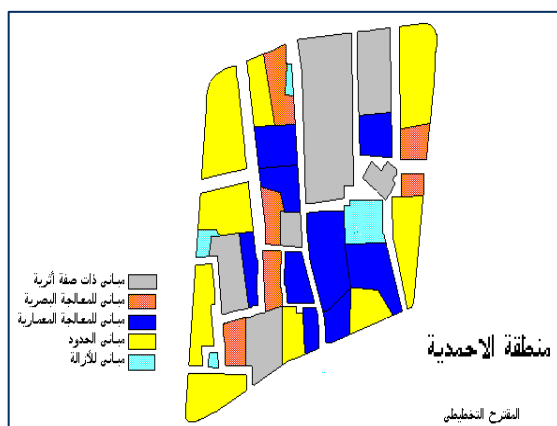 مباني ذات صفة أثرية
مباني للمعالجة البصرية
مباني للمعالجة المعمارية
مباني الحدود
مباني للأزالة
منطقة الاحمدية
المقترح التخطيطي